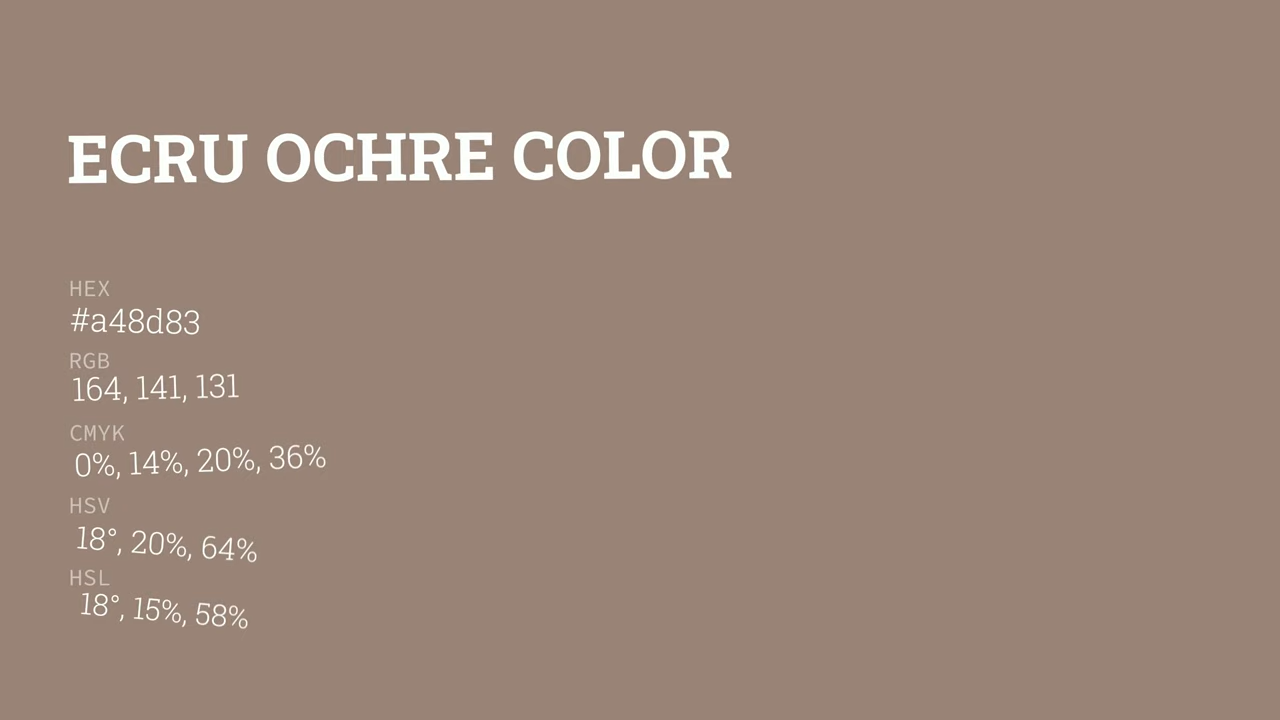 ECRU OCHRE COLOR
HEX
#a48d83
RGB
164, 141, 131
CMYK
0%, 14%, 20%, 36%
HSV
18°, 20%, 64%
HSL
18°, 15%, 58%